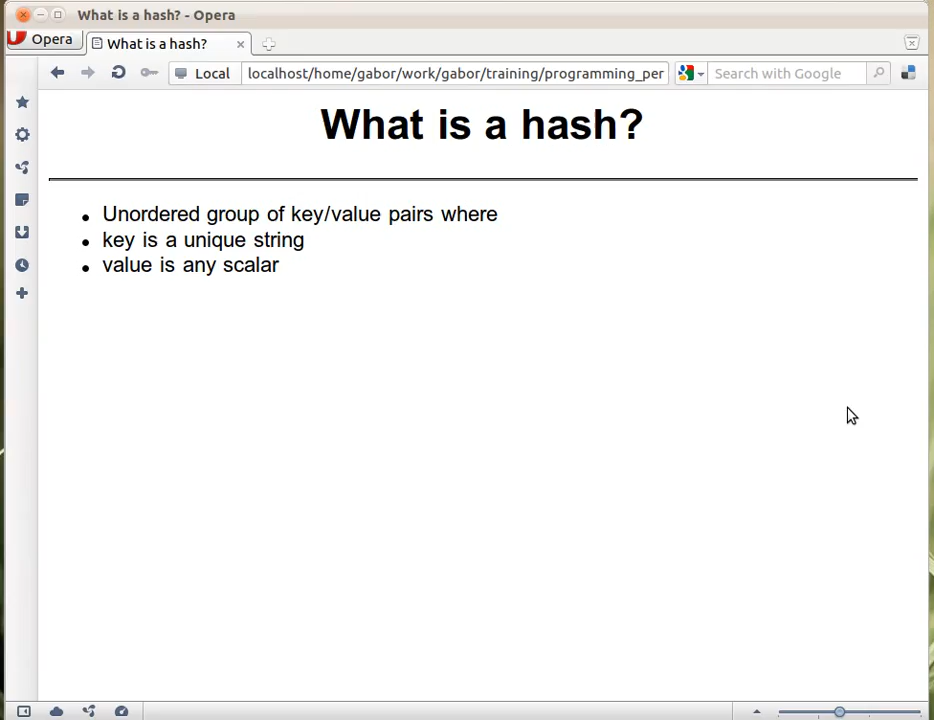 What is a hash? - Opera
Opera
What is a hash?
Local
localhost/home/gabor/work/gabor/training/programming_per
Search with Google
What is a hash?
Unordered group of key/value pairs where
key is a unique string
value is any scalar